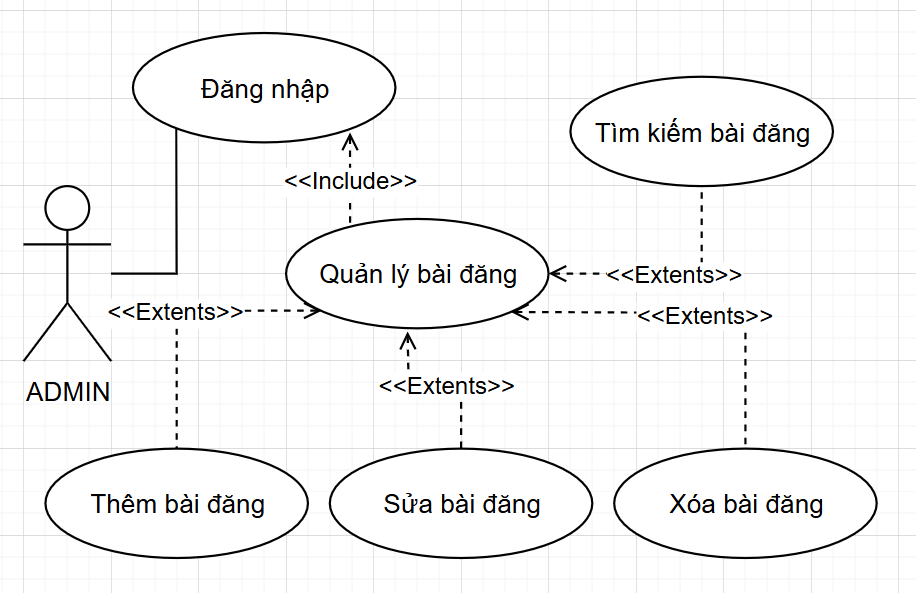 Đăng nhập
Tìm kiếm bài đăng
<<Include>>
Quản lý bài đăng
<<Extents>>
<<Extents>>
<<Extents>>
<<Extents>>
ADMIN
Thêm bài đăng
Sửa bài đăng
Xóa bài đăng